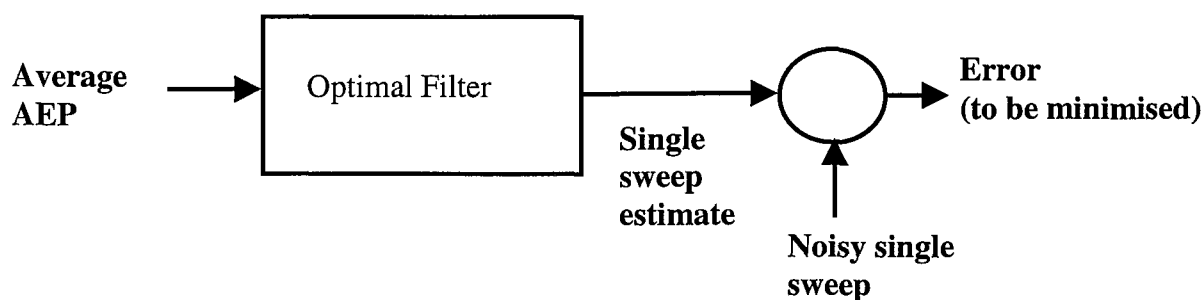 Average
AEP
Optimal Filter
Single
sweep
estimate
Error
(to be minimised)
Noisy single
sweep